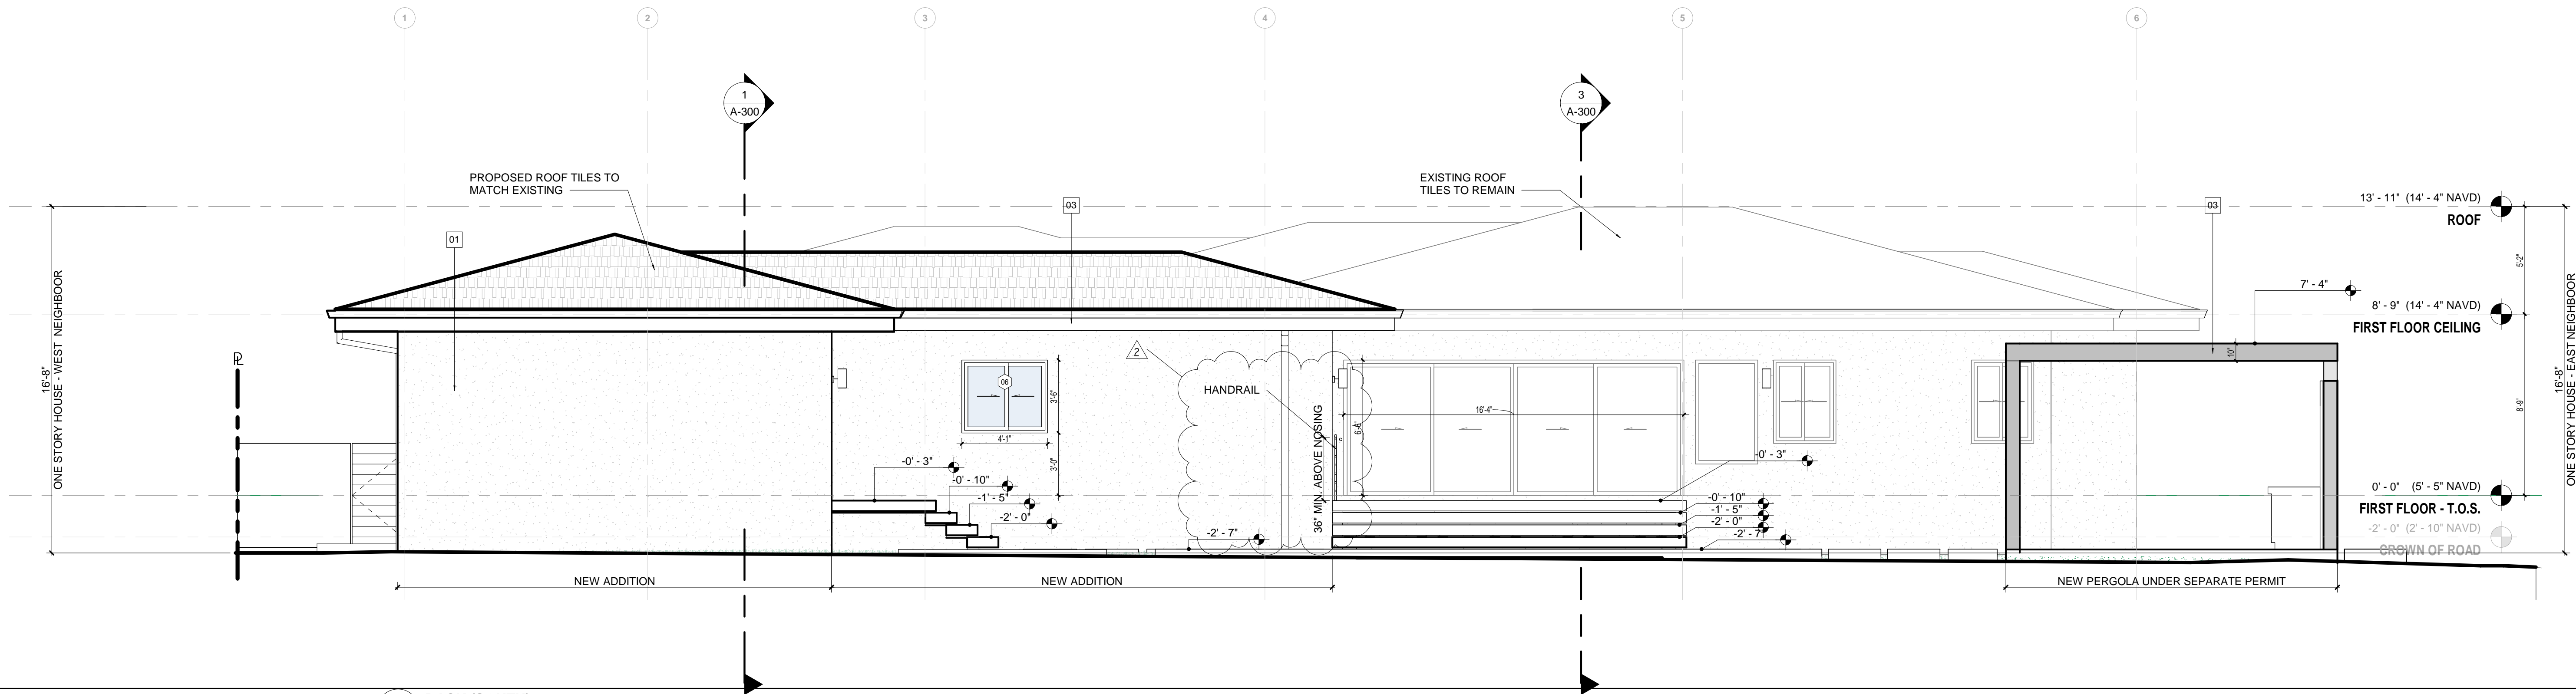 1
2
3
4
5
6
1
A-300
3
A-300
PROPOSED ROOF TILES TO
MATCH EXISTING
EXISTING ROOF
TILES TO REMAIN
03
03
01
13' - 11" (14' - 4" NAVD)
ROOF
5'-2"
7' - 4"
8' - 9" (14' - 4" NAVD)
FIRST FLOOR CEILING
10"
8'-9"
16'-8"
ONE STORY HOUSE - WEST NEIGHBOOR
16'-8"
ONE STORY HOUSE - EAST NEIGHBOOR
PL
2
HANDRAIL
06
3'-6"
4'-1"
3'-0"
36" MIN. ABOVE NOSING
16'-4"
-0' - 3"
-0' - 10"
-1' - 5"
-2' - 0"
-2' - 7"
-0' - 3"
-0' - 10"
-1' - 5"
-2' - 0"
-2' - 7"
0' - 0" (5' - 5" NAVD)
FIRST FLOOR - T.O.S.
-2' - 0" (2' - 10" NAVD)
CROWN OF ROAD
NEW ADDITION
NEW ADDITION
NEW PERGOLA UNDER SEPARATE PERMIT